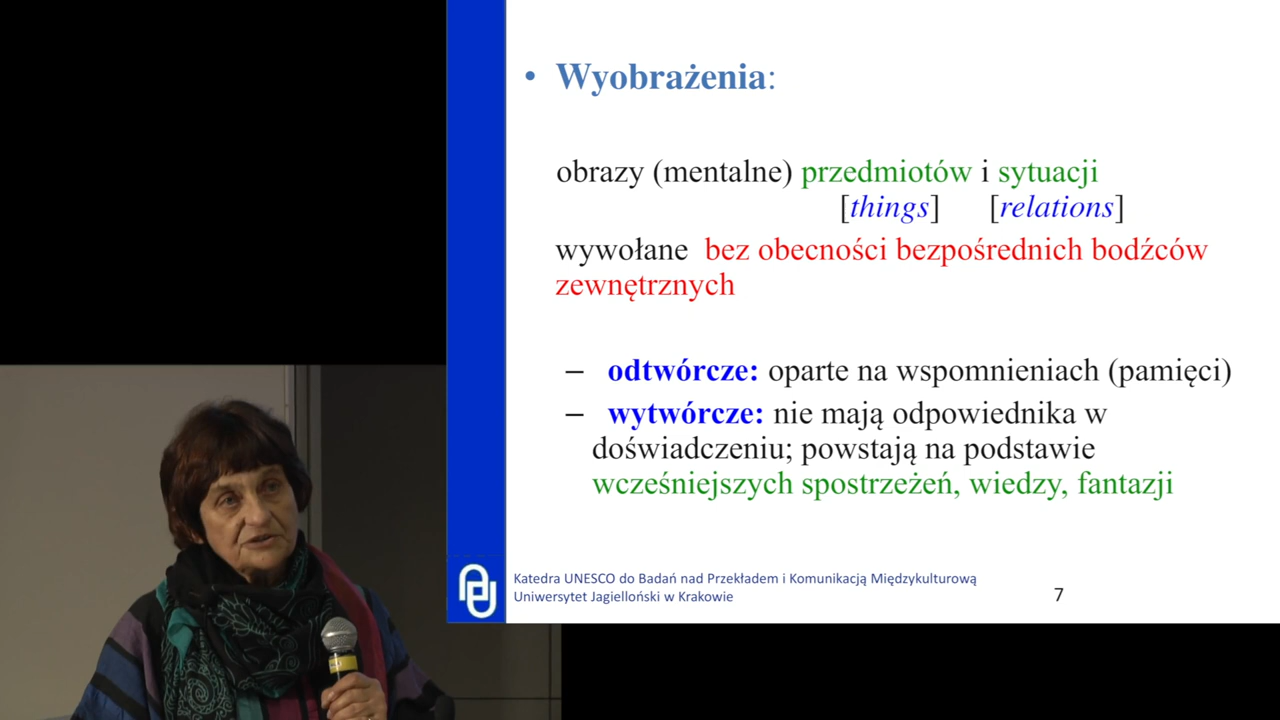 • Wyobrażenia:
obrazy (mentalne) przedmiotów i sytuacji
[things] [relations]
wywołane bez obecności bezpośrednich bodźców
zewnętrznych
– odtwórcze: oparte na wspomnieniach (pamięci)
– wytwórcze: nie mają odpowiednika w
doświadczeniu; powstają na podstawie
wcześniejszych spostrzeżeń, wiedzy, fantazji
Katedra UNESCO do Badań nad Przekładem i Komunikacją Międzykulturową
Uniwersytet Jagielloński w Krakowie
7